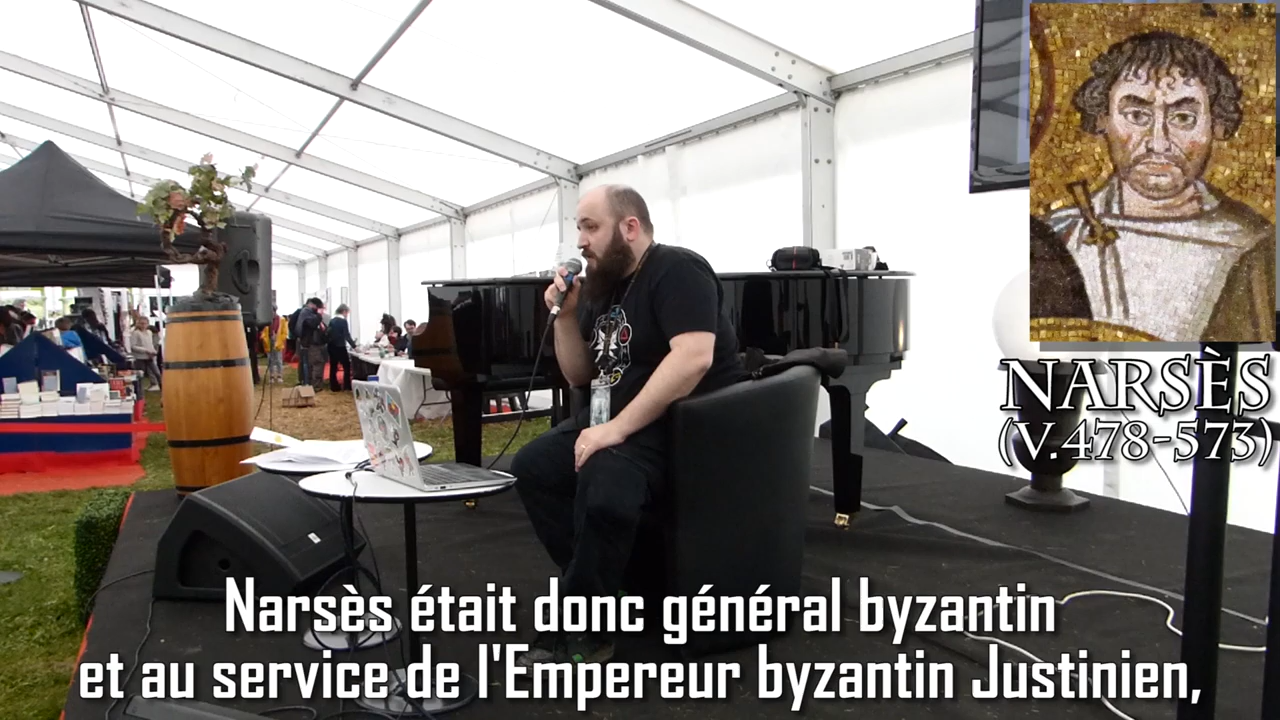 NARSÈS
(V.478-573)
Narsès était donc général byzantin
et au service de l'Empereur byzantin Justinien,